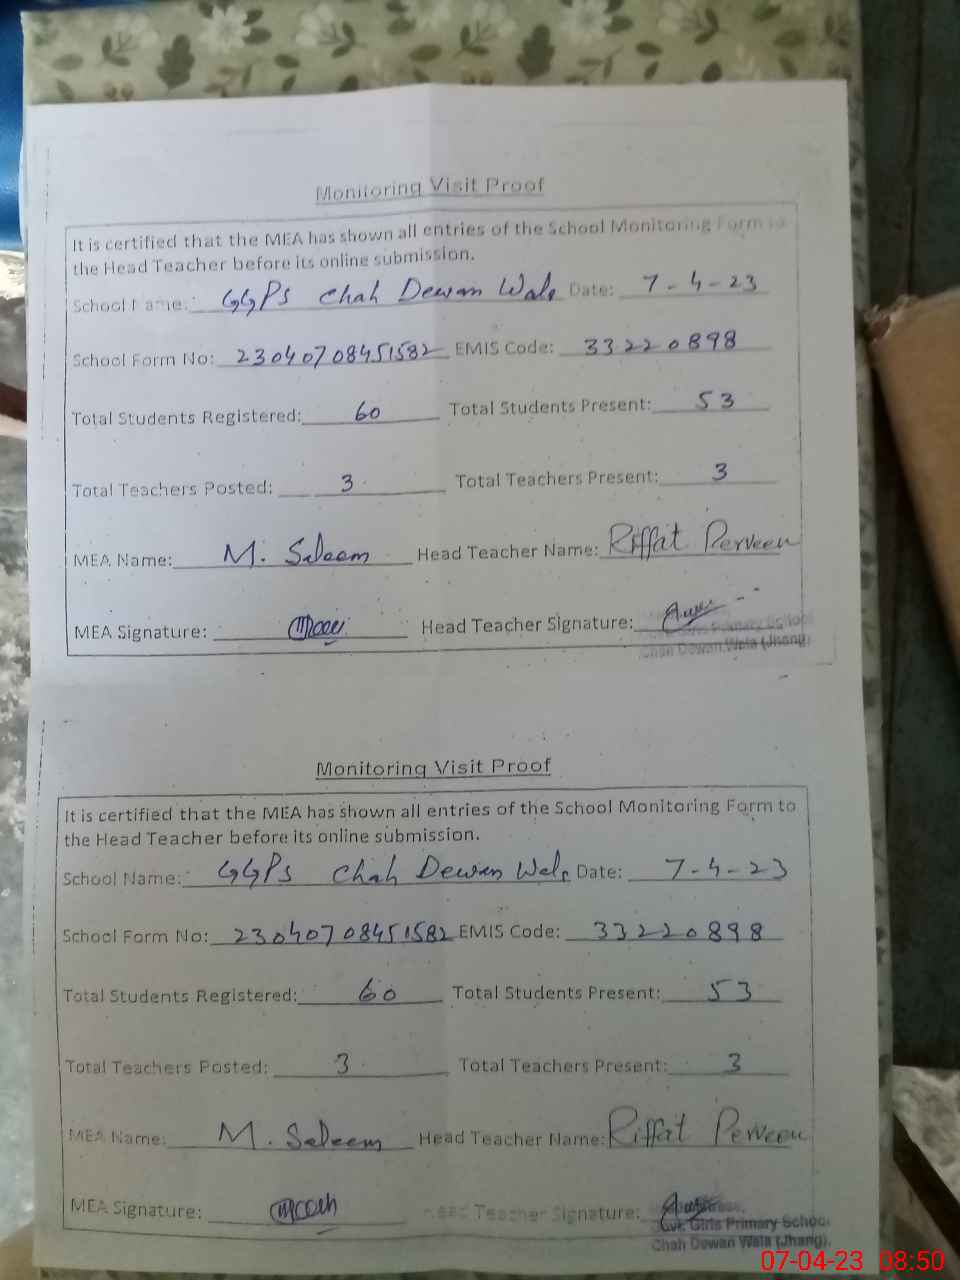 Monitoring Visit Proof
It is certified that the MEA has shown all entries of the School Monitoring Form to
the Head Teacher before its online submission.
School Name: GGPS Chah Dewan Wala Date: 7-4-23
School Form No: 23040708451582 EMIS Code: 33220898
Total Students Registered: 60 Total Students Present: 53
Total Teachers Posted: 3 Total Teachers Present: 3
MEA Name: M. Saleem Head Teacher Name: Riffat Perveen
MEA Signature: Head Teacher Signature:
Girls Primary School
Chah Dewan Wala (Jhang)
Monitoring Visit Proof
It is certified that the MEA has shown all entries of the School Monitoring Form to
the Head Teacher before its online submission.
School Name: GGPS Chah Dewan Wala Date: 7-4-23
School Form No: 23040708451582 EMIS Code: 33220898
Total Students Registered: 60 Total Students Present: 53
Total Teachers Posted: 3 Total Teachers Present: 3
MEA Name: M. Saleem Head Teacher Name: Riffat Perveen
MEA Signature: Head Teacher Signature:
Govt. Girls Primary School
Chah Dewan Wala (Jhang).
07-04-23 08:50